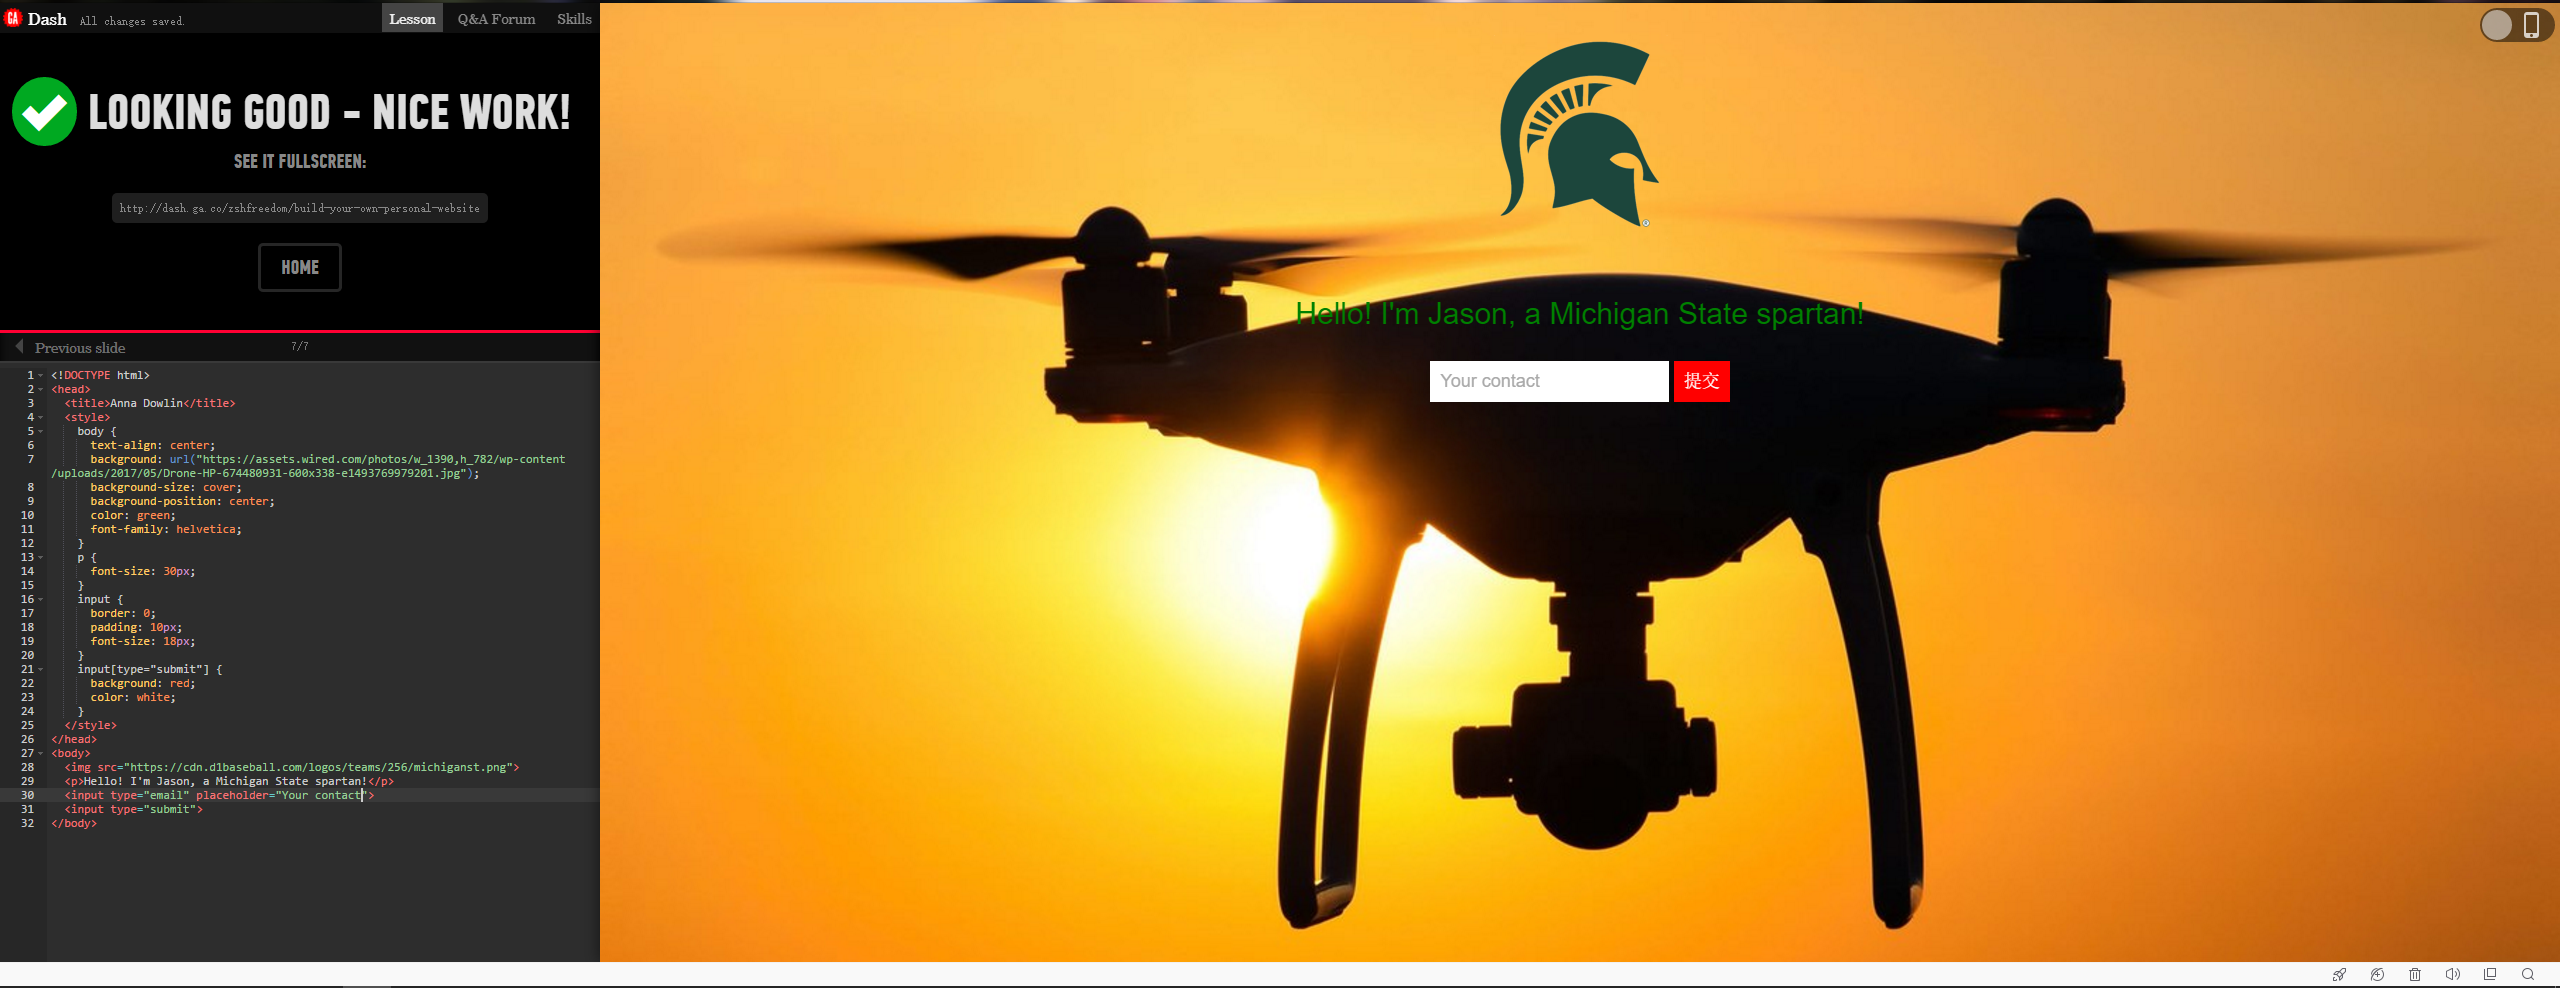 GA Dash All changes saved. Lesson Q&A Forum Skills
LOOKING GOOD - NICE WORK!
SEE IT FULLSCREEN:
http://dash.ga.co/zshfreedom/build-your-own-personal-website
HOME
Previous slide 7/7
1 <!DOCTYPE html>
2 <head>
3 <title>Anna Dowlin</title>
4 <style>
5 body {
6 text-align: center;
7 background: url("https://assets.wired.com/photos/w_1390,h_782/wp-content
/uploads/2017/05/Drone-HP-674480931-600x338-e1493769979201.jpg");
8 background-size: cover;
9 background-position: center;
10 color: green;
11 font-family: helvetica;
12 }
13 p {
14 font-size: 30px;
15 }
16 input {
17 border: 0;
18 padding: 10px;
19 font-size: 18px;
20 }
21 input[type="submit"] {
22 background: red;
23 color: white;
24 }
25 </style>
26 </head>
27 <body>
28 <img src="https://cdn.d1baseball.com/logos/teams/256/michiganst.png">
29 <p>Hello! I'm Jason, a Michigan State spartan!</p>
30 <input type="email" placeholder="Your contact">
31 <input type="submit">
32 </body>
®
Hello! I'm Jason, a Michigan State spartan!
Your contact 提交